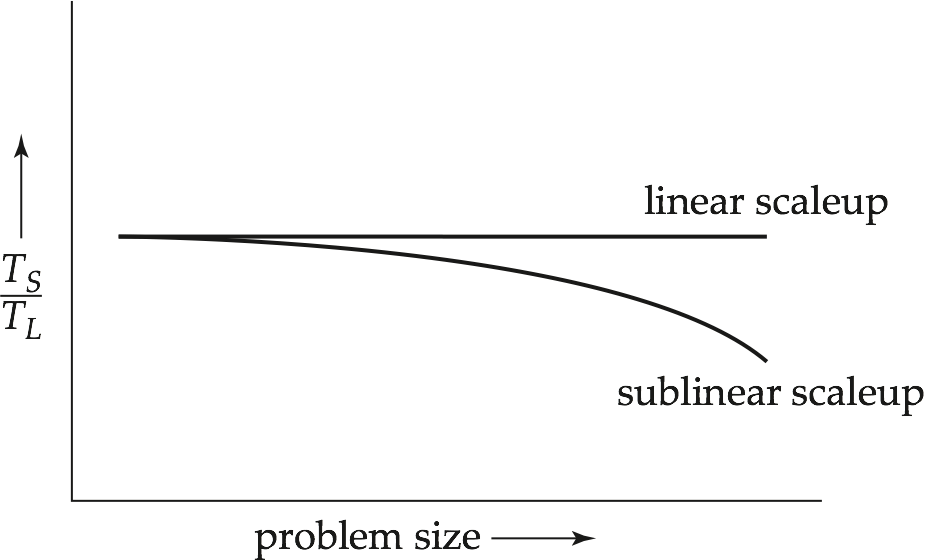 linear scaleup
T_S
T_L
sublinear scaleup
problem size